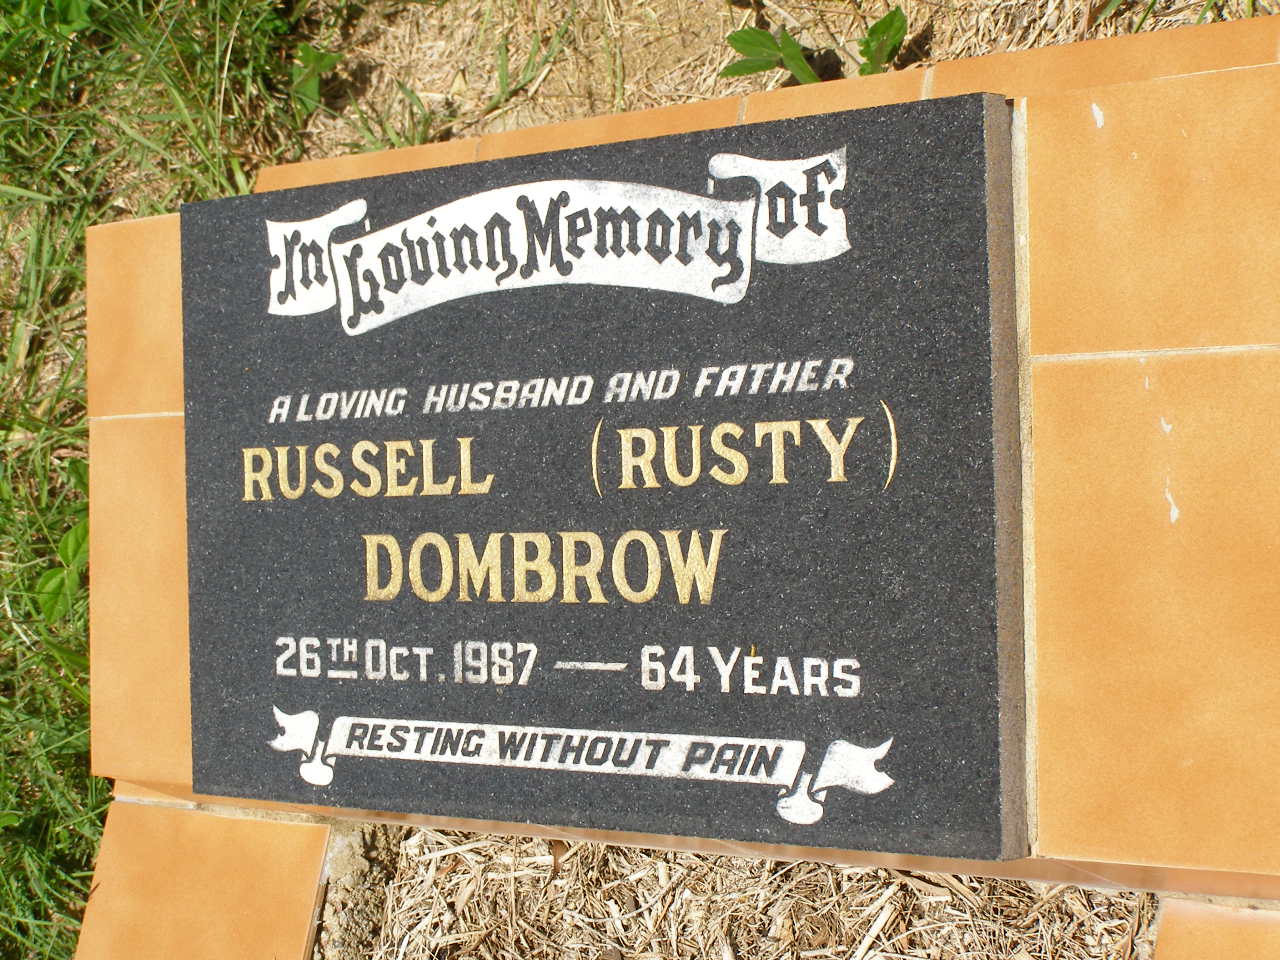 In Loving Memory of
A LOVING HUSBAND AND FATHER
RUSSELL (RUSTY)
DOMBROW
26TH OCT. 1987 — 64 YEARS
RESTING WITHOUT PAIN